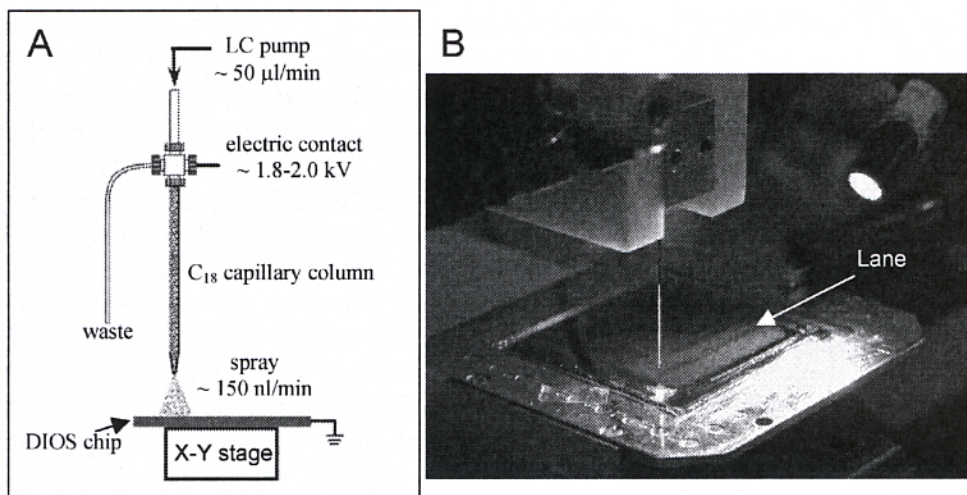 A
LC pump
~ 50 μl/min
electric contact
~ 1.8-2.0 kV
C₁₈ capillary column
waste
spray
~ 150 nl/min
DIOS chip
X-Y stage
B
Lane